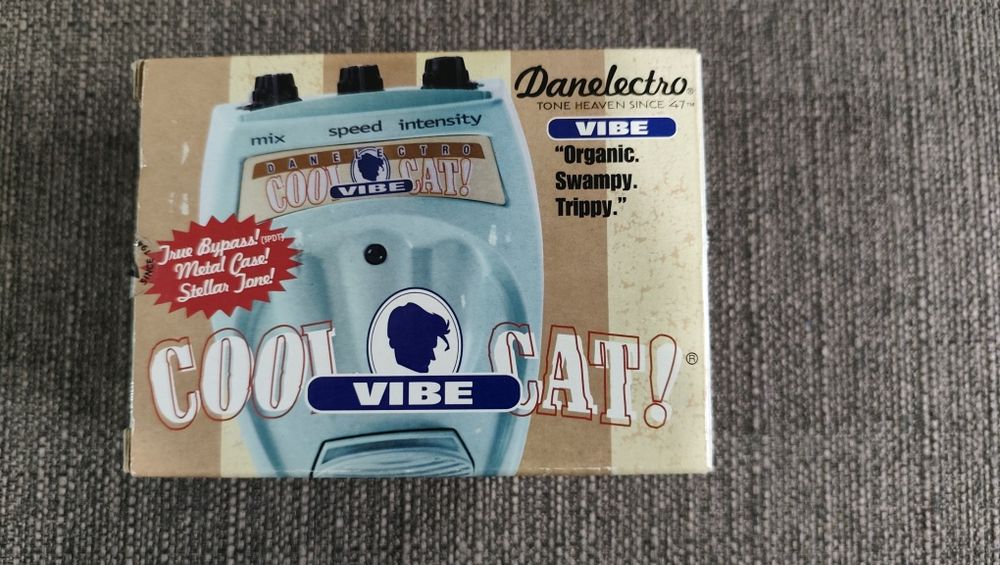 Danelectro®
TONE HEAVEN SINCE 47™
VIBE
"Organic.
Swampy.
Trippy."
mix speed intensity
DANELECTRO
COOL CAT!
VIBE
True Bypass! (3PDT)
Metal Case!
Stellar Tone!
COOL CAT!®
VIBE